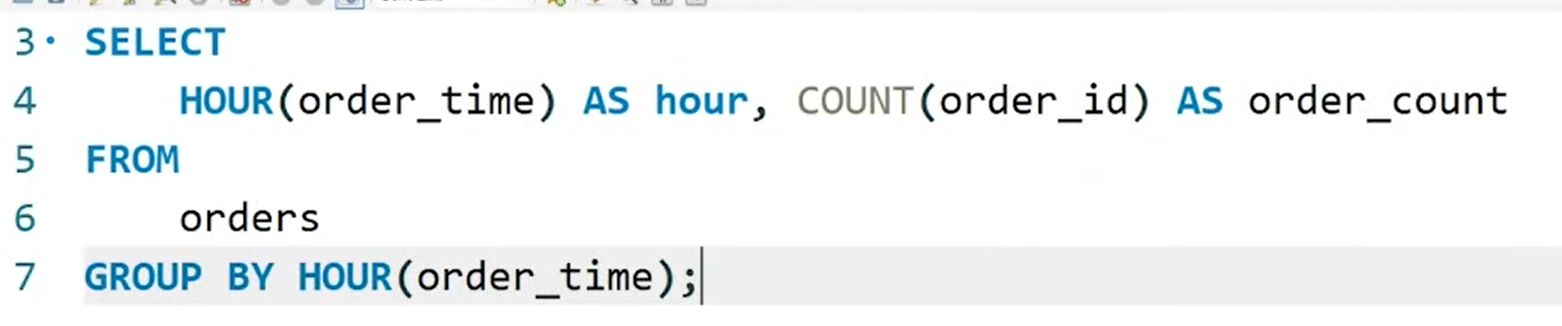 3 SELECT
4 HOUR(order_time) AS hour, COUNT(order_id) AS order_count
5 FROM
6 orders
7 GROUP BY HOUR(order_time);